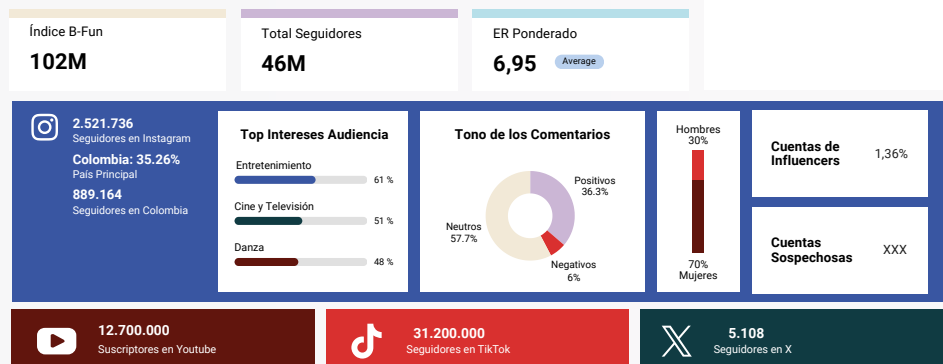 Índice B-Fun
102M
Total Seguidores
46M
ER Ponderado
6,95
Average
2.521.736
Seguidores en Instagram
Colombia: 35.26%
País Principal
889.164
Seguidores en Colombia
Top Intereses Audiencia
Entretenimiento
61 %
Cine y Televisión
51 %
Danza
48 %
Tono de los Comentarios
Positivos
36.3%
Neutros
57.7%
Negativos
6%
Hombres
30%
70%
Mujeres
Cuentas de
Influencers
1,36%
Cuentas
Sospechosas
XXX
12.700.000
Suscriptores en Youtube
31.200.000
Seguidores en TikTok
5.108
Seguidores en X